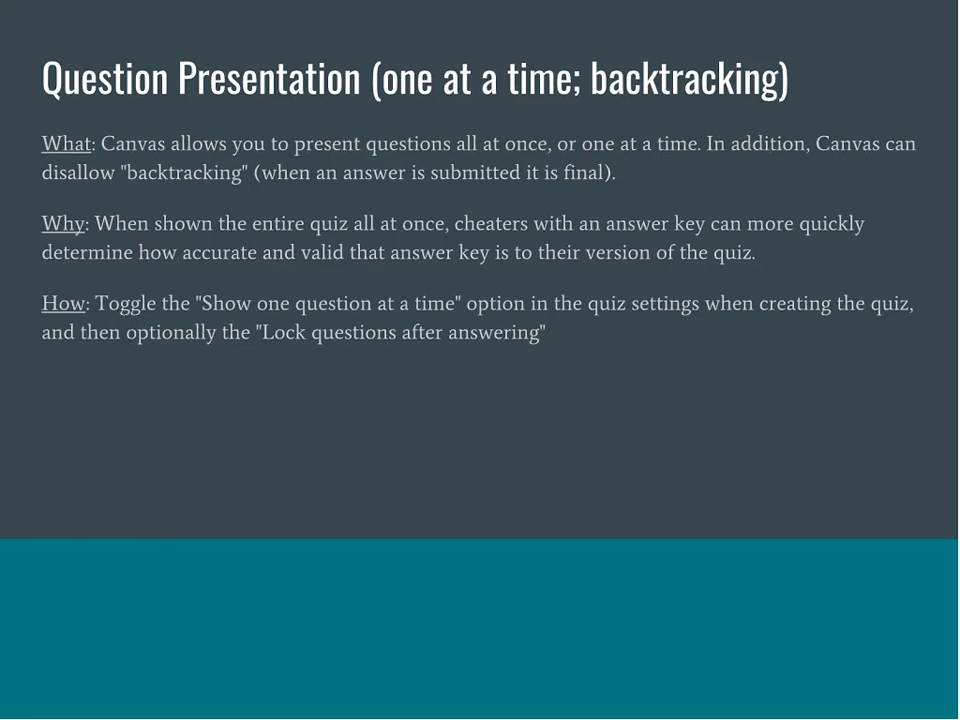 Question Presentation (one at a time; backtracking)
What: Canvas allows you to present questions all at once, or one at a time. In addition, Canvas can
disallow "backtracking" (when an answer is submitted it is final).
Why: When shown the entire quiz all at once, cheaters with an answer key can more quickly
determine how accurate and valid that answer key is to their version of the quiz.
How: Toggle the "Show one question at a time" option in the quiz settings when creating the quiz,
and then optionally the "Lock questions after answering"